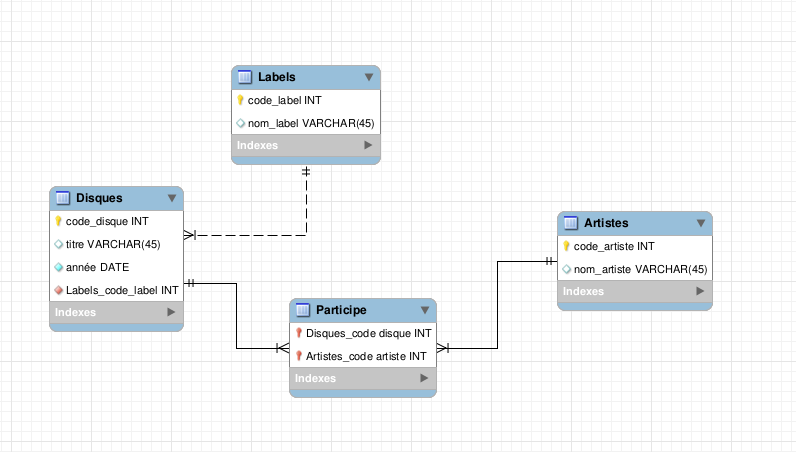 Labels
code_label INT
nom_label VARCHAR(45)
Indexes
Disques
code_disque INT
titre VARCHAR(45)
année DATE
Labels_code_label INT
Indexes
Participe
Disques_code disque INT
Artistes_code artiste INT
Indexes
Artistes
code_artiste INT
nom_artiste VARCHAR(45)
Indexes